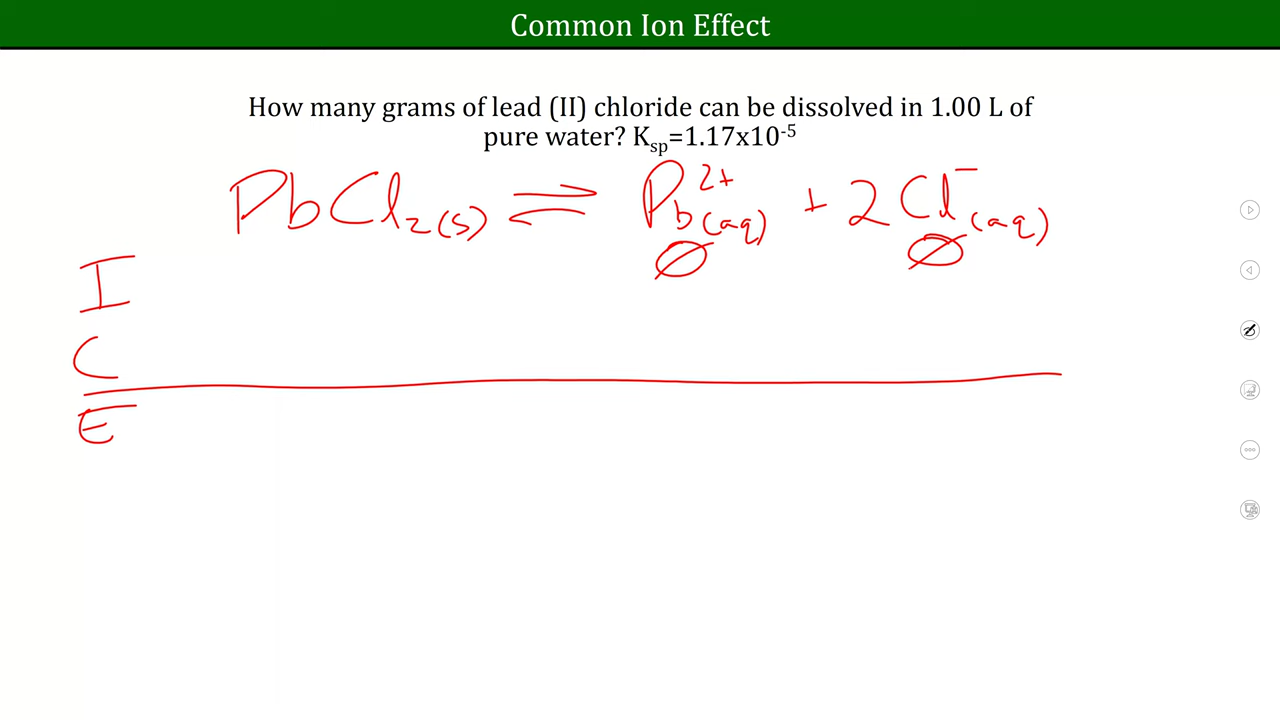 Common Ion Effect
How many grams of lead (II) chloride can be dissolved in 1.00 L of
pure water? Ksp=1.17x10-5
PbCl2(s) ⇌ Pb2+(aq) + 2Cl-(aq)
I ∅ ∅
C
E